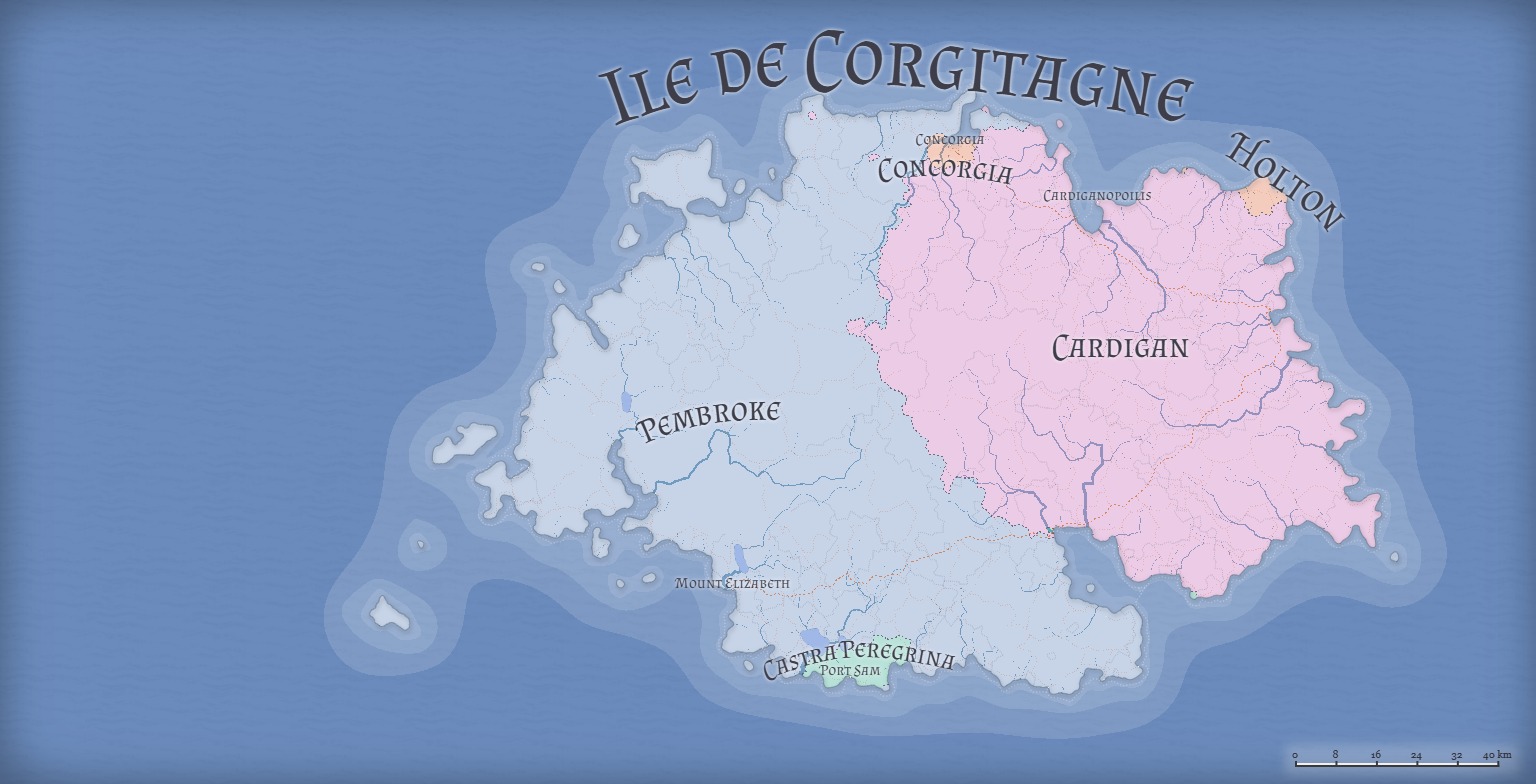 ILE DE CORGITAGNE
HOLTON
CONCORGIA
CONCORGIA
CARDIGANOPOILIS
CARDIGAN
PEMBROKE
MOUNT ELIZABETH
CASTRA PEREGRINA
PORT SAM
0 8 16 24 32 40 km